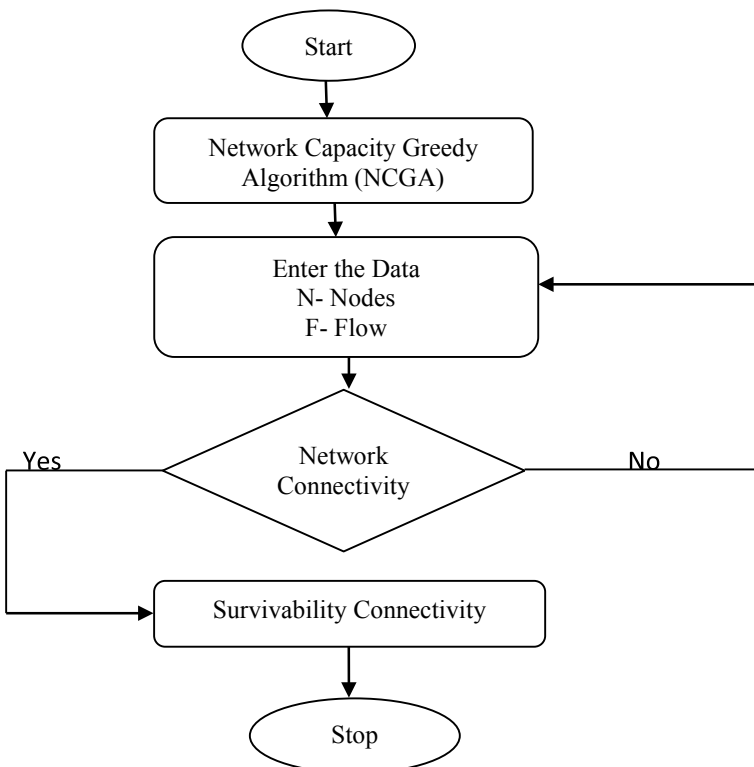 Start
Network Capacity Greedy
Algorithm (NCGA)
Enter the Data
N- Nodes
F- Flow
Yes
Network
Connectivity
No
Survivability Connectivity
Stop